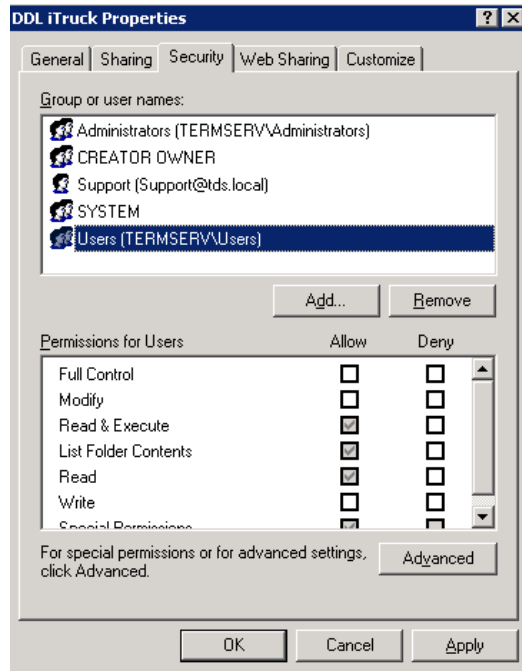 DDL iTruck Properties
General Sharing Security Web Sharing Customize
Group or user names:
Administrators (TERMSERV\Administrators)
CREATOR OWNER
Support (Support@tds.local)
SYSTEM
Users (TERMSERV\Users)
Add... Remove
Permissions for Users Allow Deny
Full Control
Modify
Read & Execute
List Folder Contents
Read
Write
Special Permissions
For special permissions or for advanced settings, click Advanced.
Advanced
OK Cancel Apply